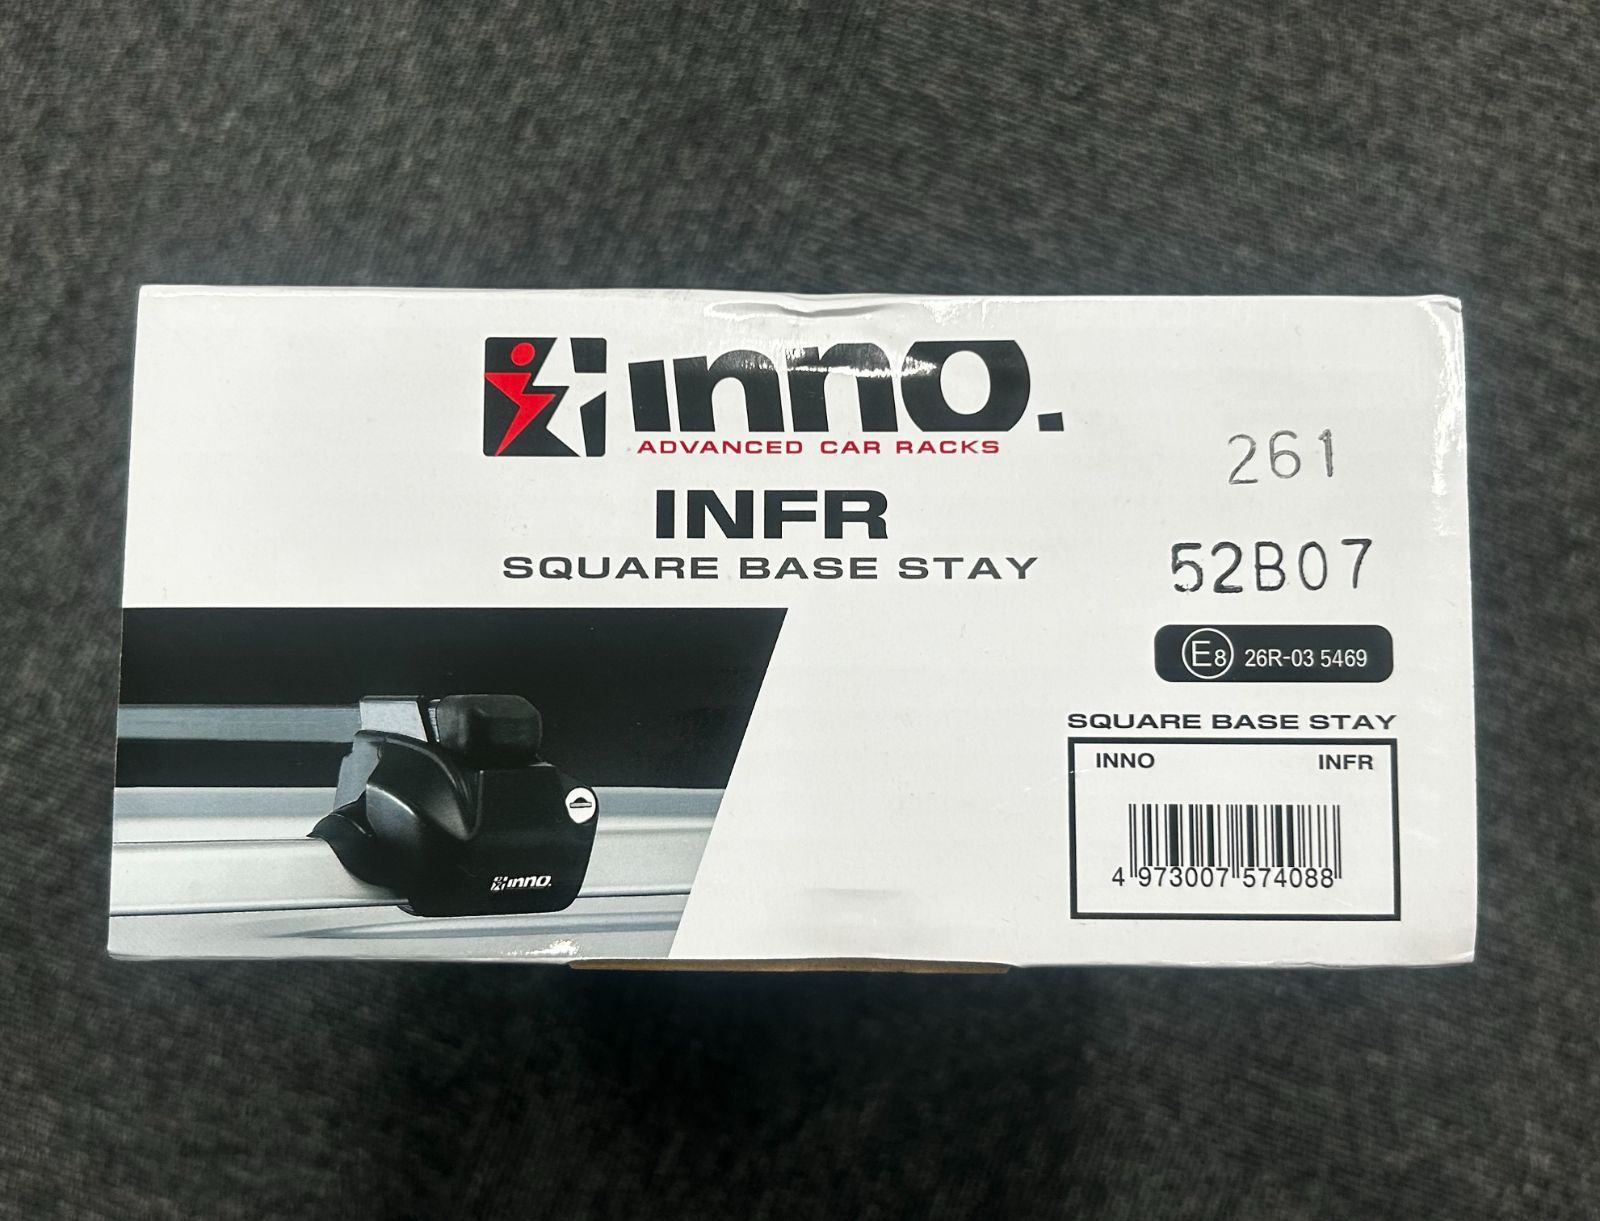 inno.
ADVANCED CAR RACKS
INFR
SQUARE BASE STAY
261
52B07
E8 26R-03 5469
SQUARE BASE STAY
INNO INFR
4 973007 574088
inno.